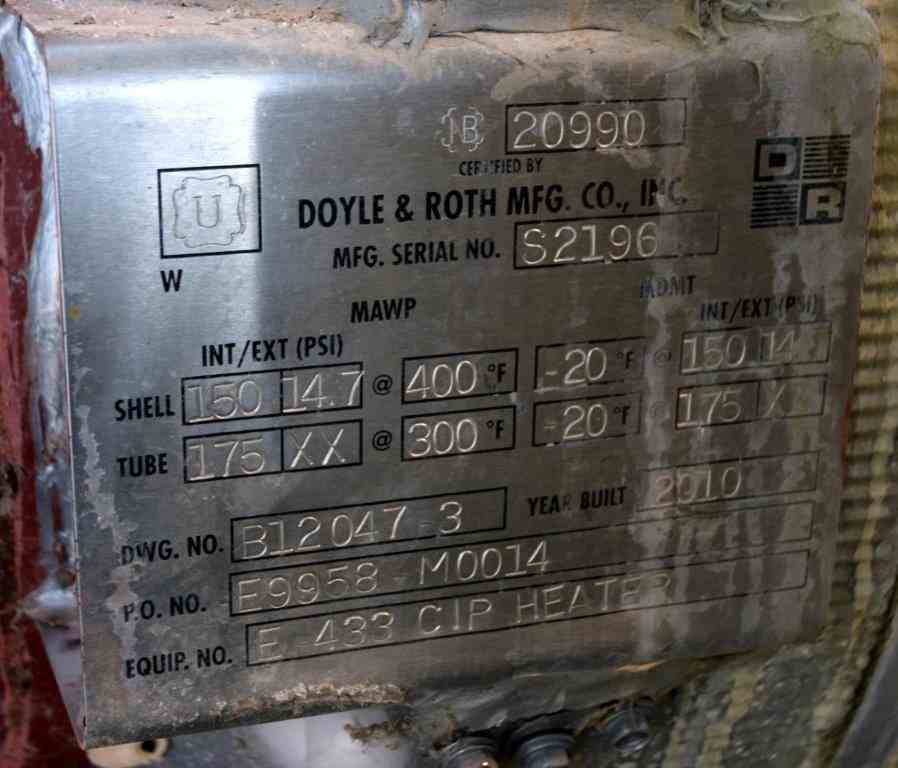 NB 20990
CERTIFIED BY
DOYLE & ROTH MFG. CO., INC.
D R
U
W
MFG. SERIAL NO. S2196
MAWP MDMT
INT/EXT (PSI) INT/EXT (PSI)
SHELL 150 14.7 @ 400 °F -20 °F @ 150 14
TUBE 175 XX @ 300 °F -20 °F @ 175 X
DWG. NO. B12047-3 YEAR BUILT 2010
P.O. NO. E9958-M0014
EQUIP. NO. E-433 CIP HEATER